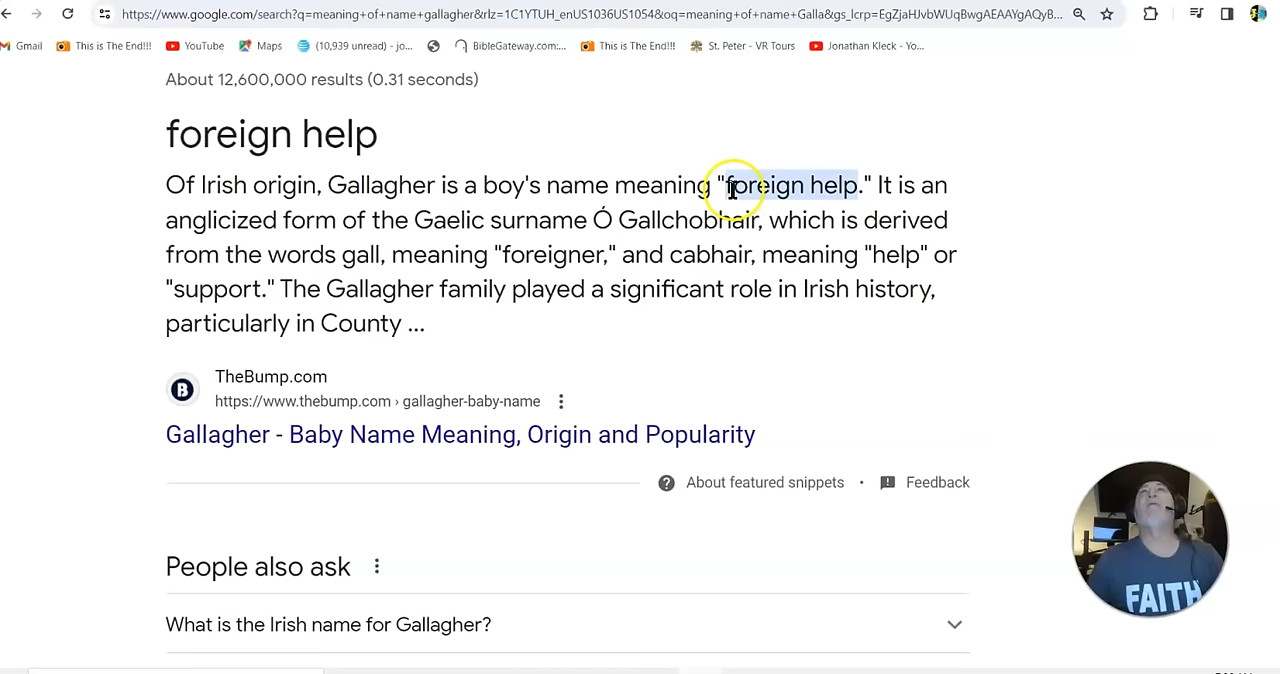 https://www.google.com/search?q=meaning+of+name+gallagher&rlz=1C1YTUH_enUS1036US1054&oq=meaning+of+name+Galla&gs_lcrp=EgZjaHJvbWUqBwgAEAAYgAQyB...
Gmail This is The End!!! YouTube Maps (10,939 unread) - jo... BibleGateway.com:... This is The End!!! St. Peter - VR Tours Jonathan Kleck - Yo...
About 12,600,000 results (0.31 seconds)
foreign help
Of Irish origin, Gallagher is a boy's name meaning "foreign help." It is an
anglicized form of the Gaelic surname Ó Gallchobhair, which is derived
from the words gall, meaning "foreigner," and cabhair, meaning "help" or
"support." The Gallagher family played a significant role in Irish history,
particularly in County ...
B TheBump.com
https://www.thebump.com › gallagher-baby-name
Gallagher - Baby Name Meaning, Origin and Popularity
About featured snippets • Feedback
FAITH
People also ask
What is the Irish name for Gallagher?